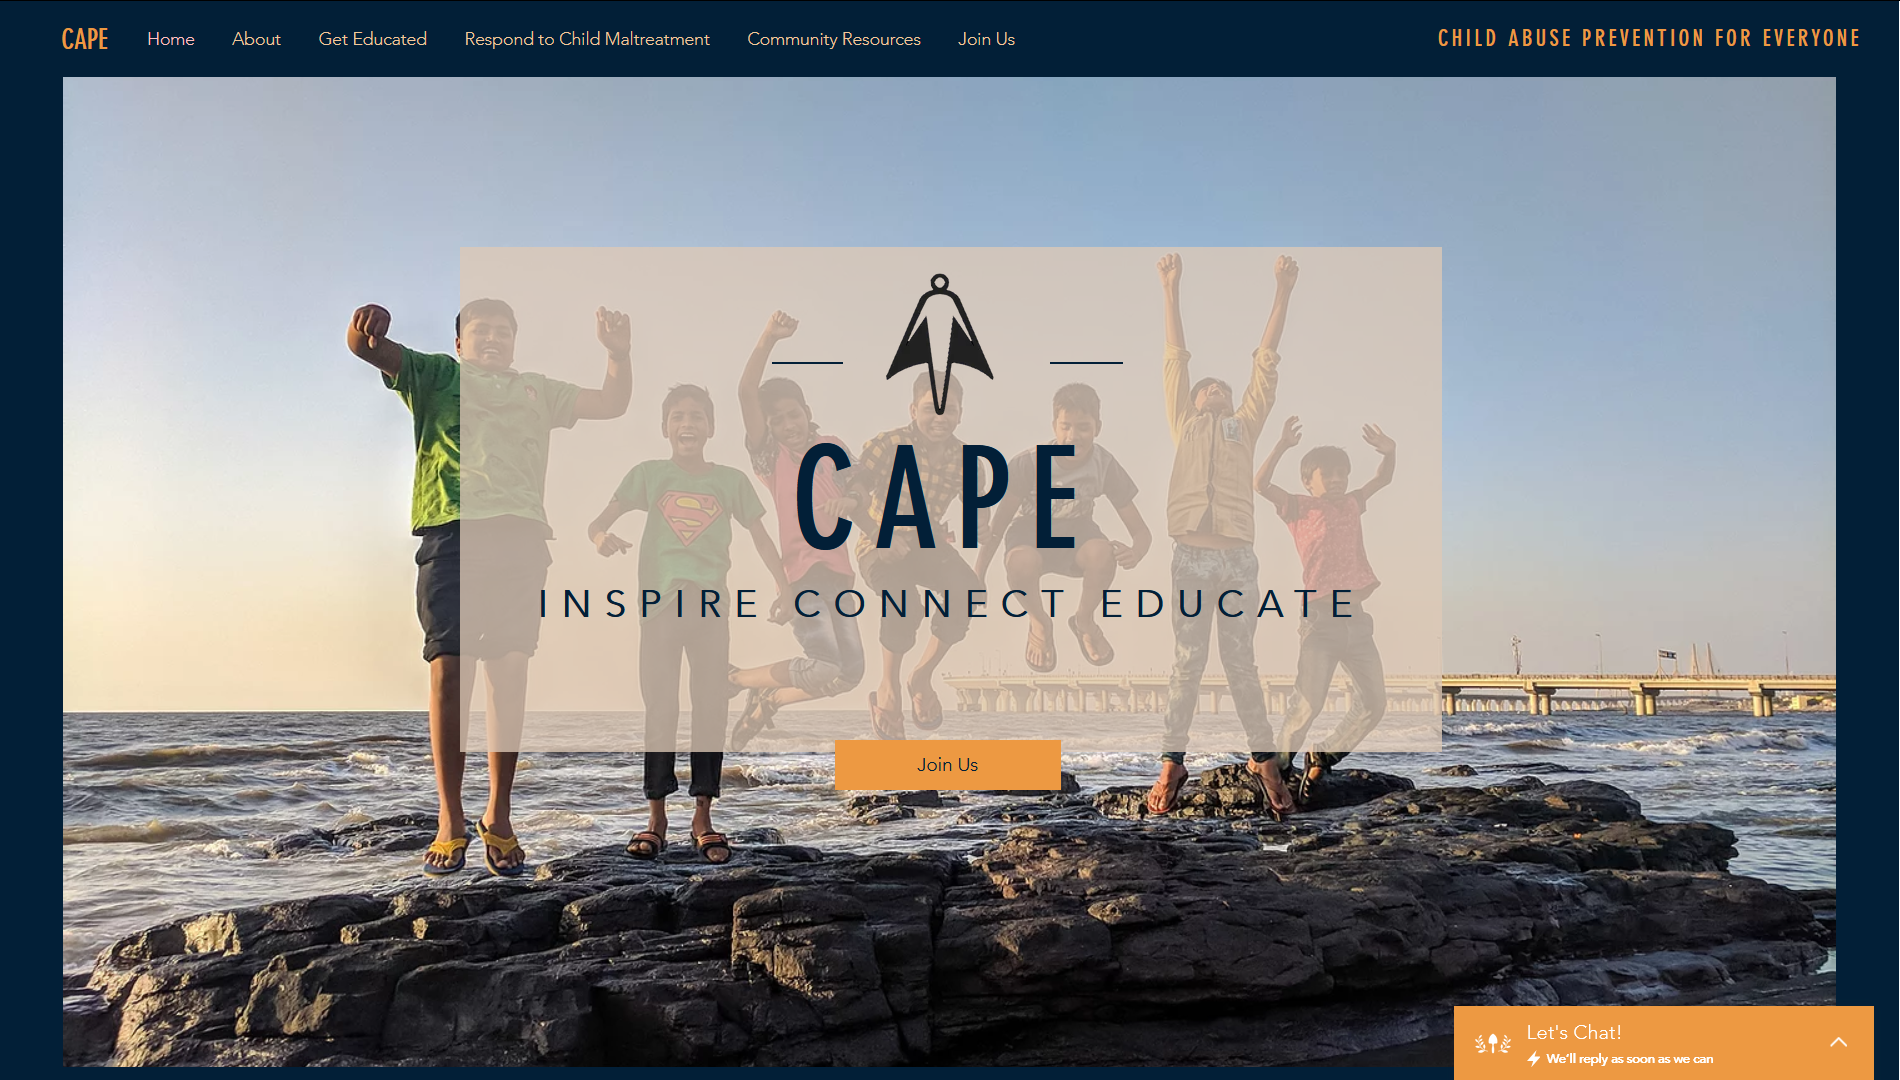 CAPE
Home
About
Get Educated
Respond to Child Maltreatment
Community Resources
Join Us
CHILD ABUSE PREVENTION FOR EVERYONE
CAPE
INSPIRE CONNECT EDUCATE
Join Us
Let's Chat!
We'll reply as soon as we can